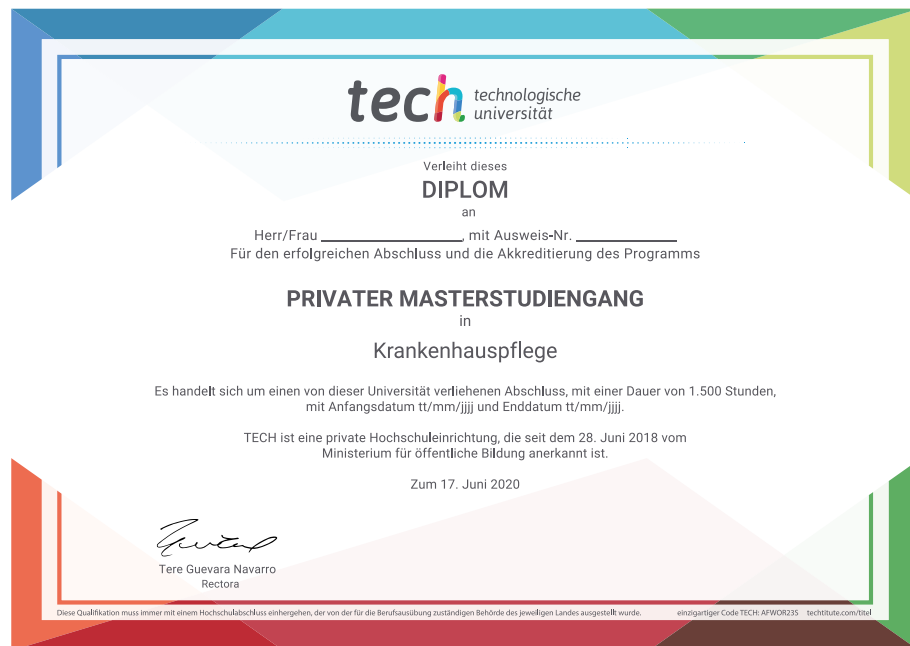 tech technologische
universität
Verleiht dieses
DIPLOM
an
Herr/Frau ____________, mit Ausweis-Nr. ____________
Für den erfolgreichen Abschluss und die Akkreditierung des Programms
PRIVATER MASTERSTUDIENGANG
in
Krankenhauspflege
Es handelt sich um einen von dieser Universität verliehenen Abschluss, mit einer Dauer von 1.500 Stunden,
mit Anfangsdatum tt/mm/jjjj und Enddatum tt/mm/jjjj.
TECH ist eine private Hochschuleinrichtung, die seit dem 28. Juni 2018 vom
Ministerium für öffentliche Bildung anerkannt ist.
Zum 17. Juni 2020
Tere Guevara Navarro
Rectora
Diese Qualifikation muss immer mit einem Hochschulabschluss einhergehen, der von der für die Berufsausübung zuständigen Behörde des jeweiligen Landes ausgestellt wurde. einzigartiger Code TECH: AFWOR23S techtitute.com/titel